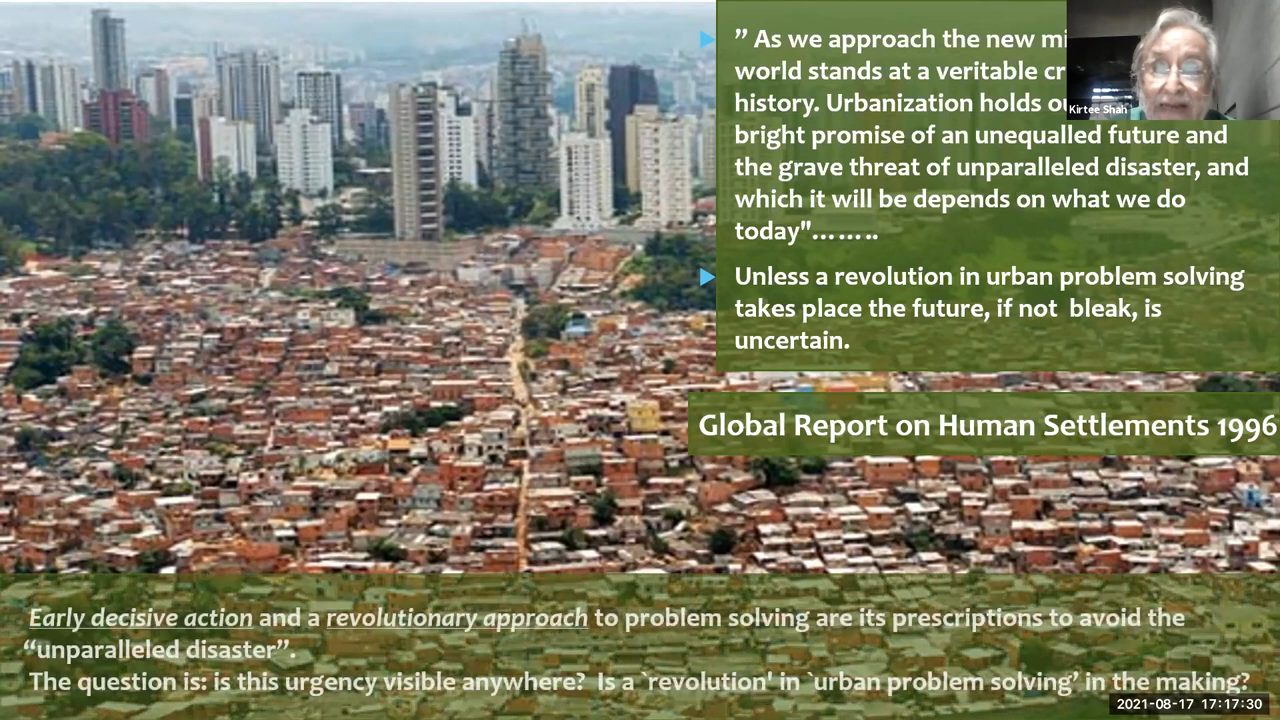 ” As we approach the new
world stands at a veritable
history. Urbanization holds
bright promise of an unequalled future and
the grave threat of unparalleled disaster, and
which it will be depends on what we do
today"........
Unless a revolution in urban problem solving
takes place the future, if not bleak, is
uncertain.
Kirtee Shah
Global Report on Human Settlements 1996
Early decisive action and a revolutionary approach to problem solving are its prescriptions to avoid the
“unparalleled disaster”.
The question is: is this urgency visible anywhere? Is a `revolution' in `urban problem solving’ in the making?
2021-08-17 17:17:30